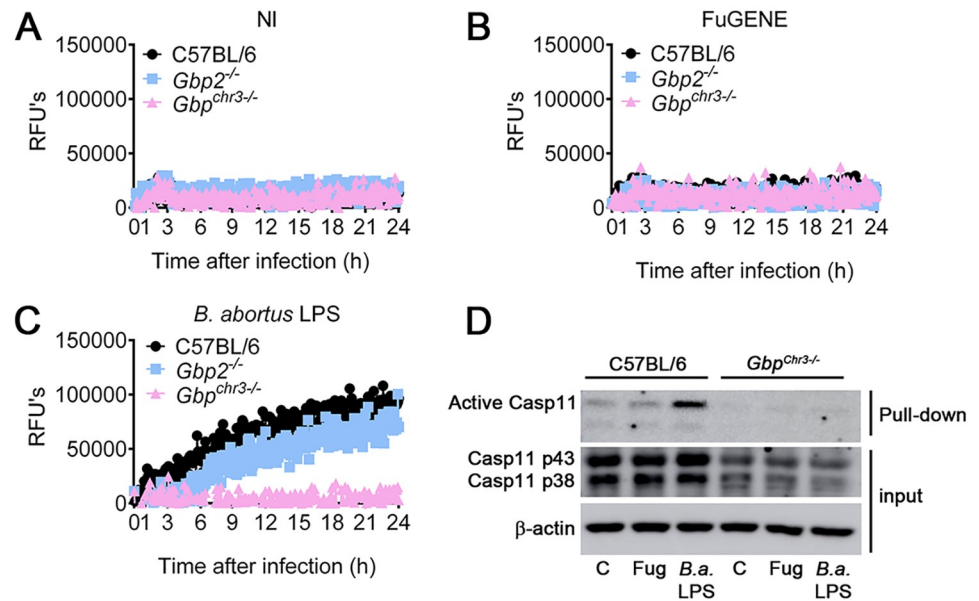 A
NI
150000
100000
50000
0
RFU's
C57BL/6
Gbp2-/-
Gbpchr3-/-
01 3 6 9 12 15 18 21 24
Time after infection (h)
B
FuGENE
150000
100000
50000
0
RFU's
C57BL/6
Gbp2-/-
Gbpchr3-/-
01 3 6 9 12 15 18 21 24
Time after infection (h)
C
B. abortus LPS
150000
100000
50000
0
RFU's
C57BL/6
Gbp2-/-
Gbpchr3-/-
01 3 6 9 12 15 18 21 24
Time after infection (h)
D
C57BL/6 GbpChr3-/-
Active Casp11
Pull-down
Casp11 p43
Casp11 p38
input
β-actin
C Fug B.a. C Fug B.a.
LPS LPS